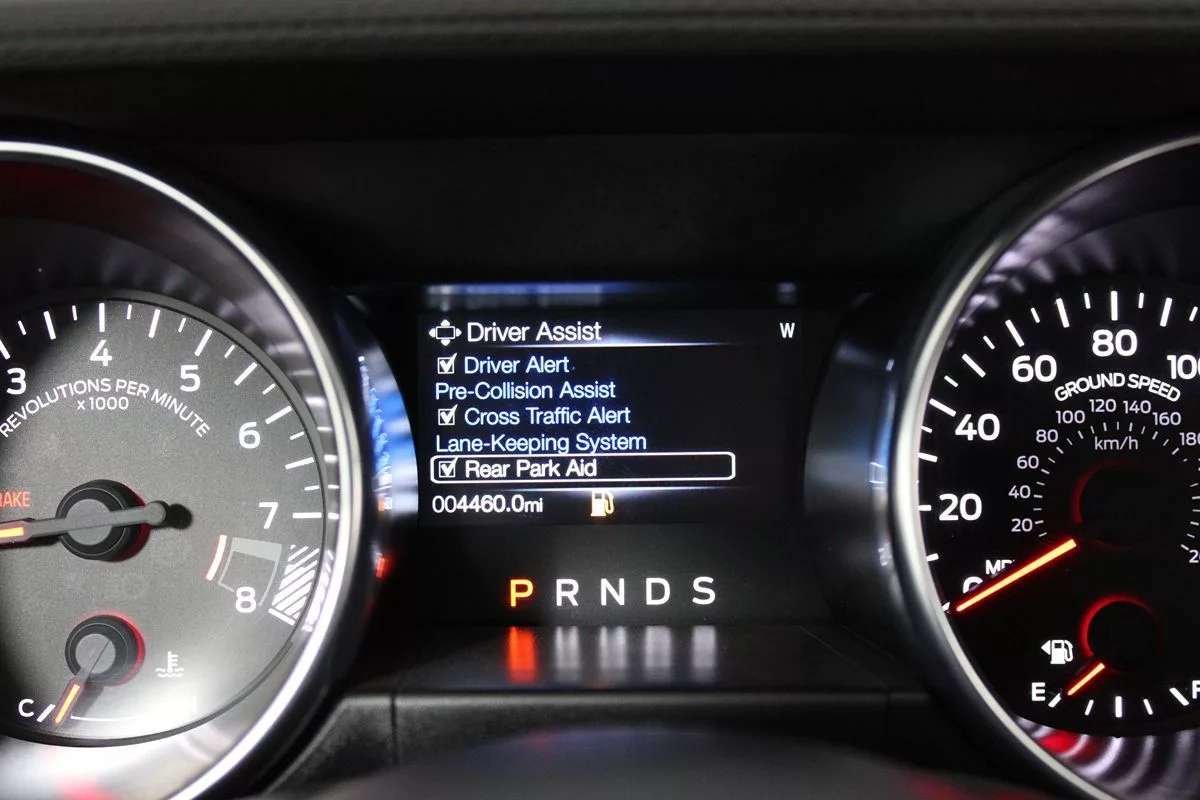 3
4
5
6
7
8
REVOLUTIONS PER MINUTE
x 1000
C
Driver Assist
W
Driver Alert
Pre-Collision Assist
Cross Traffic Alert
Lane-Keeping System
Rear Park Aid
004460.0mi
P R N D S
20
40
60
80
GROUND SPEED
20
40
60
80
100
120
140
160
km/h
E